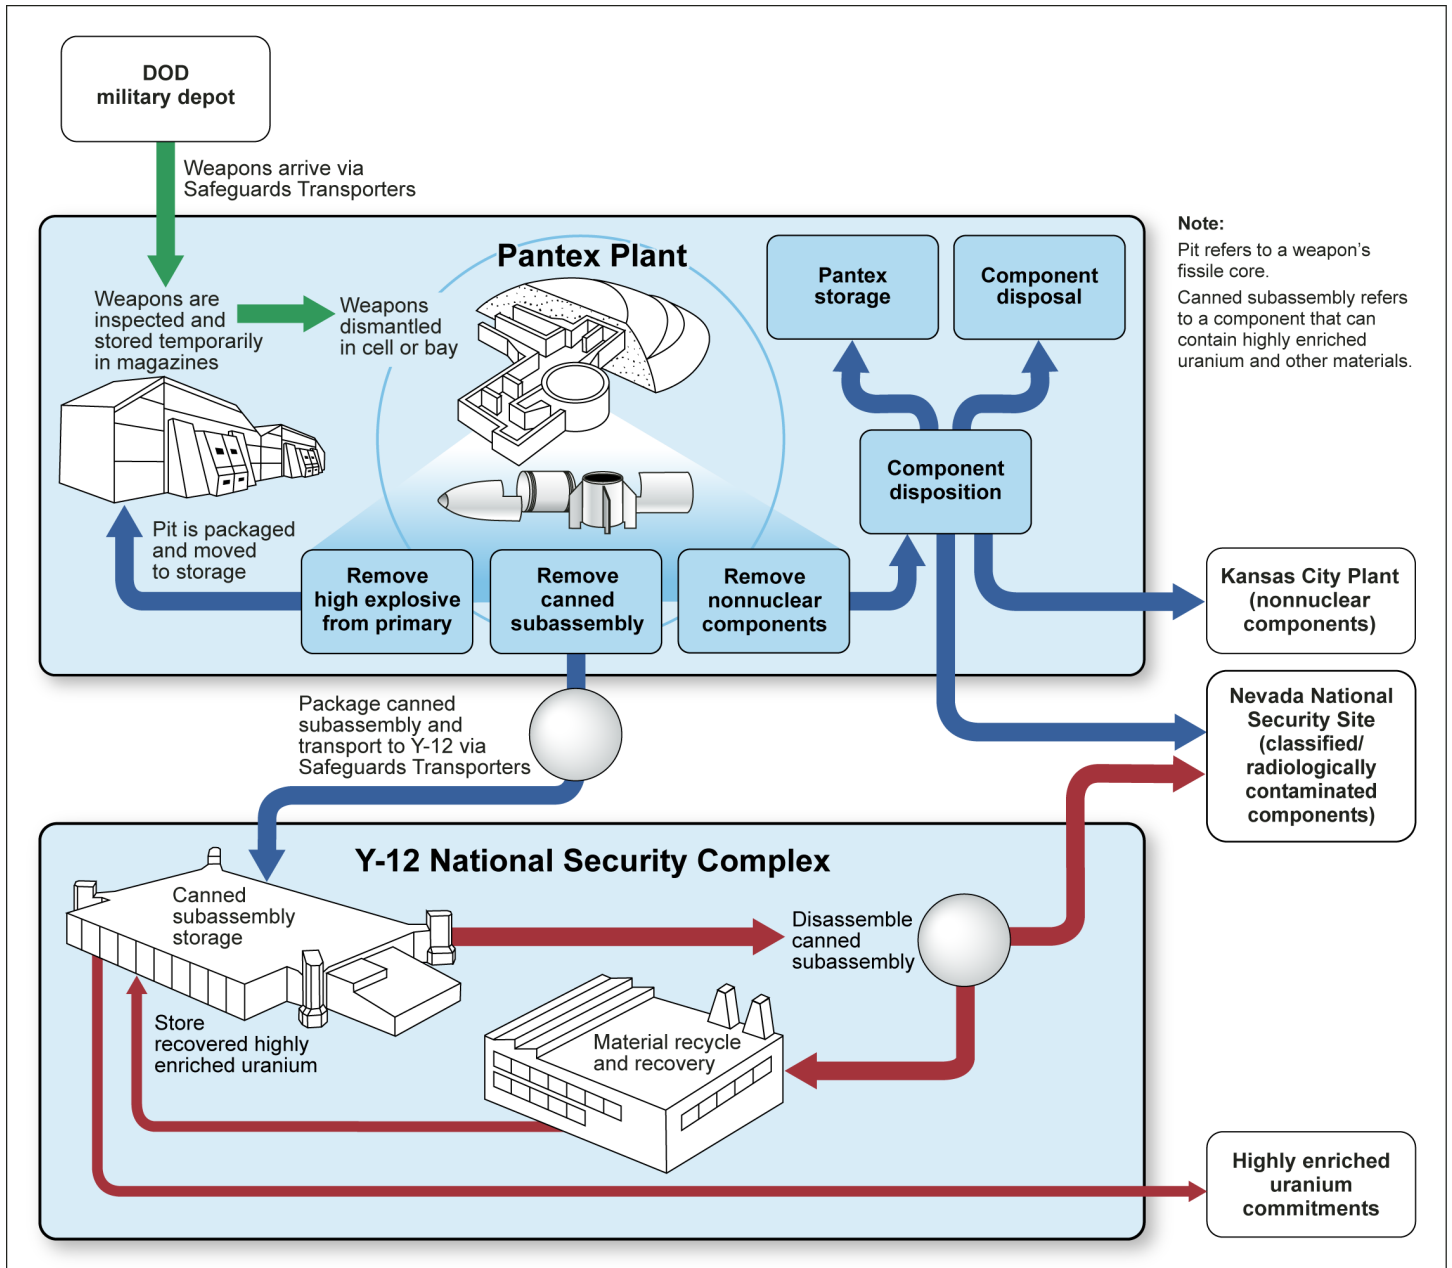 DOD
military depot
Weapons arrive via
Safeguards Transporters
Note:
Pit refers to a weapon's
fissile core.
Canned subassembly refers
to a component that can
contain highly enriched
uranium and other materials.
Pantex Plant
Weapons are
inspected and
stored temporarily
in magazines
Weapons
dismantled
in cell or bay
Pantex
storage
Component
disposal
Component
disposition
Pit is packaged
and moved
to storage
Remove
high explosive
from primary
Remove
canned
subassembly
Remove
nonnuclear
components
Kansas City Plant
(nonnuclear
components)
Nevada National
Security Site
(classified/
radiologically
contaminated
components)
Package canned
subassembly and
transport to Y-12 via
Safeguards Transporters
Y-12 National Security Complex
Canned
subassembly
storage
Disassemble
canned
subassembly
Store
recovered highly
enriched uranium
Material recycle
and recovery
Highly enriched
uranium
commitments